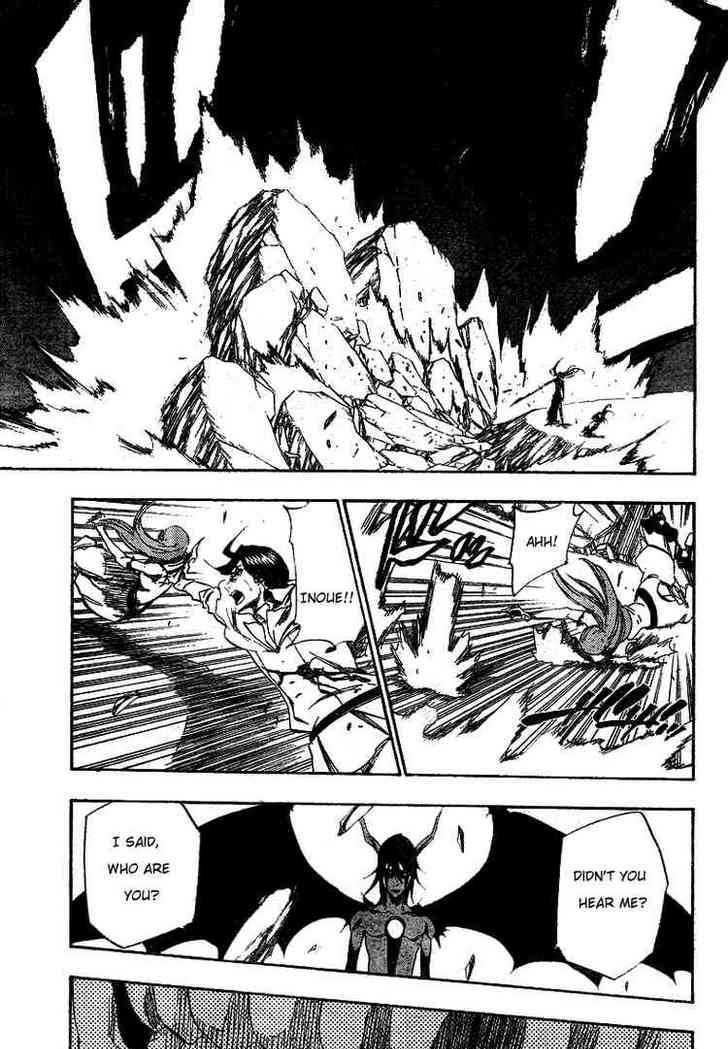 AHH!
INOUE!!
DIDN'T YOU
HEAR ME?
I SAID,
WHO ARE
YOU?